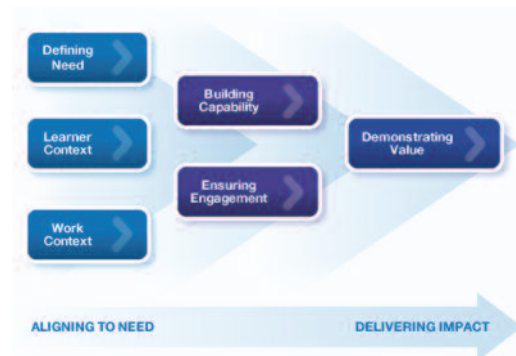 Defining
Need
Learner
Context
Work
Context
Building
Capability
Ensuring
Engagement
Demonstrating
Value
ALIGNING TO NEED
DELIVERING IMPACT